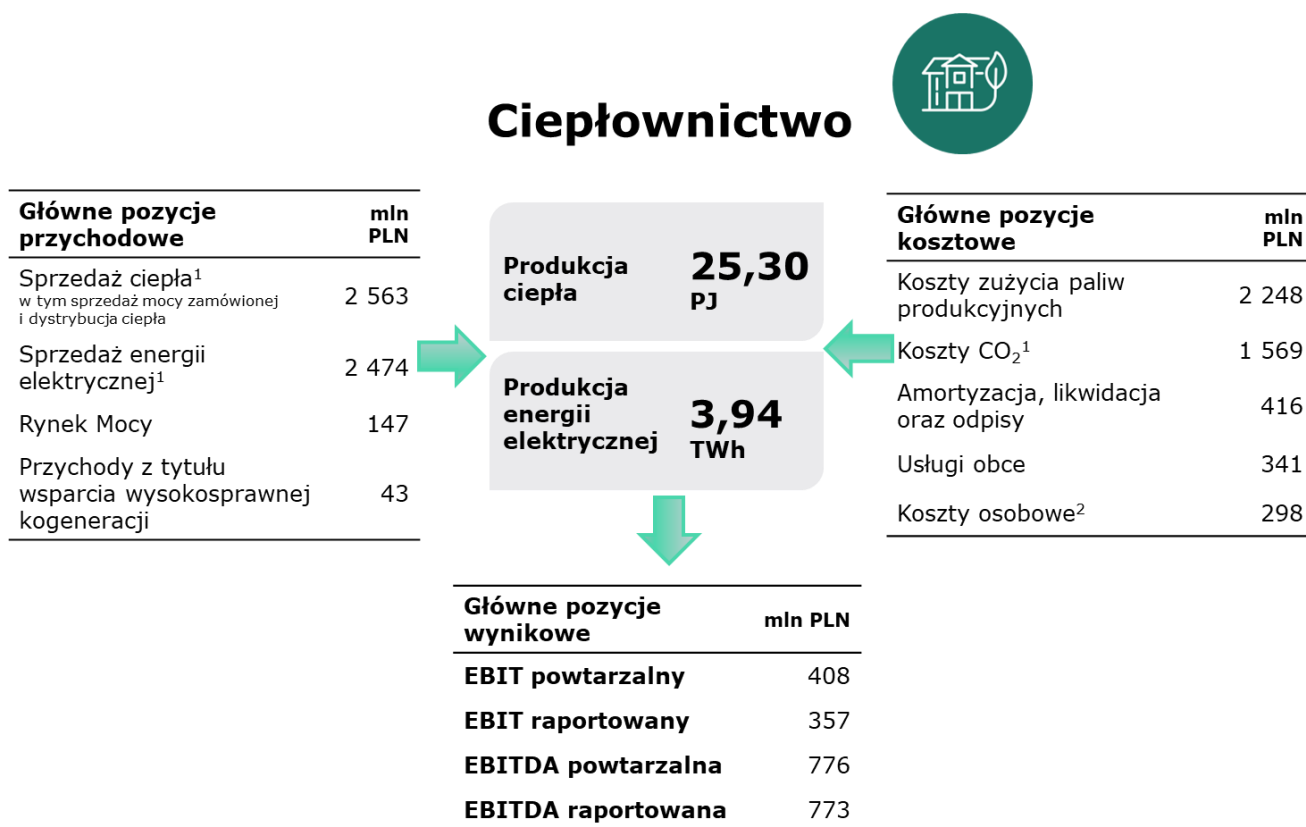 Ciepłownictwo
Główne pozycje
przychodowe
mln
PLN
Sprzedaż ciepła¹
w tym sprzedaż mocy zamówionej
i dystrybucja ciepła
2 563
Sprzedaż energii
elektrycznej¹
2 474
Rynek Mocy
147
Przychody z tytułu
wsparcia wysokosprawnej
kogeneracji
43
Produkcja
ciepła
25,30
PJ
Produkcja
energii
elektrycznej
3,94
TWh
Główne pozycje
kosztowe
mln
PLN
Koszty zużycia paliw
produkcyjnych
2 248
Koszty CO₂¹
1 569
Amortyzacja, likwidacja
oraz odpisy
416
Usługi obce
341
Koszty osobowe²
298
Główne pozycje
wynikowe
mln PLN
EBIT powtarzalny
408
EBIT raportowany
357
EBITDA powtarzalna
776
EBITDA raportowana
773